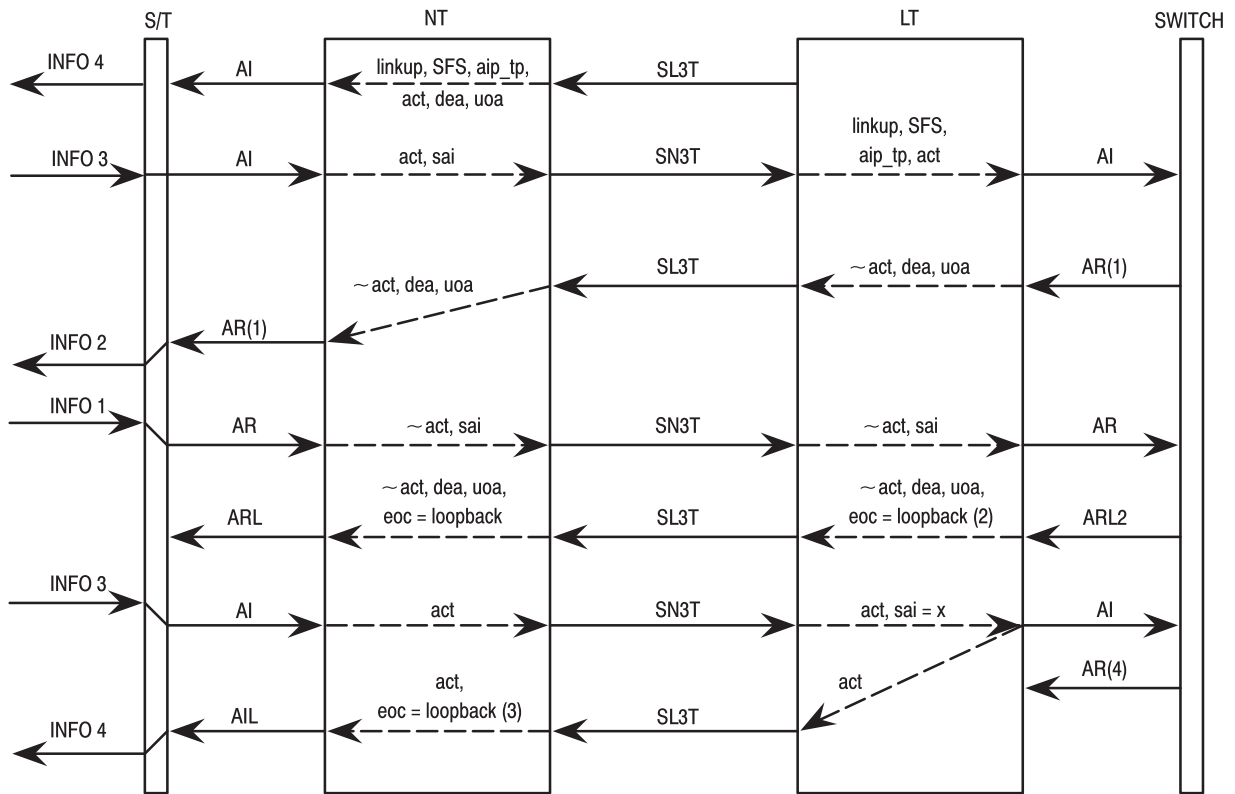 S/T NT LT SWITCH
INFO 4 AI linkup, SFS, aip_tp, SL3T
act, dea, uoa
linkup, SFS,
INFO 3 AI act, sai SN3T aip_tp, act AI
SL3T ~act, dea, uoa AR(1)
~act, dea, uoa
INFO 2 AR(1)
INFO 1
AR ~act, sai SN3T ~act, sai AR
~act, dea, uoa, ~act, dea, uoa,
ARL eoc = loopback SL3T eoc = loopback (2) ARL2
INFO 3
AI act SN3T act, sai = x AI
act AR(4)
act,
INFO 4 AIL eoc = loopback (3) SL3T